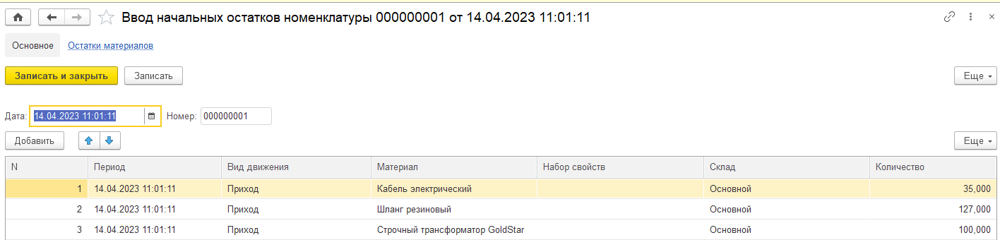 Ввод начальных остатков номенклатуры 000000001 от 14.04.2023 11:01:11
Основное Остатки материалов
Записать и закрыть Записать Еще
Дата: 14.04.2023 11:01:11 Номер: 000000001
Добавить Еще
N Период Вид движения Материал Набор свойств Склад Количество
1 14.04.2023 11:01:11 Приход Кабель электрический Основной 35,000
2 14.04.2023 11:01:11 Приход Шланг резиновый Основной 127,000
3 14.04.2023 11:01:11 Приход Строчный трансформатор GoldStar Основной 100,000